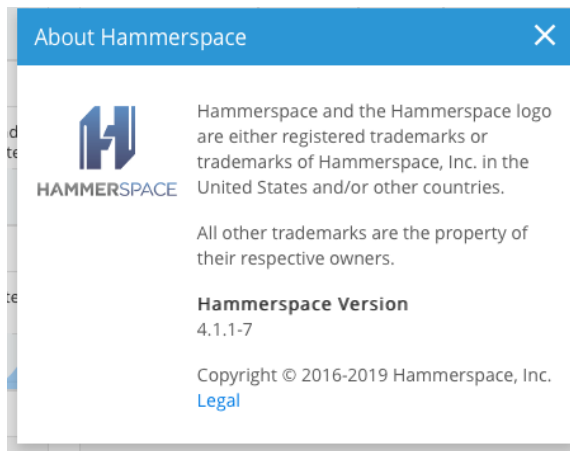 About Hammerspace
HAMMERSPACE
Hammerspace and the Hammerspace logo
are either registered trademarks or
trademarks of Hammerspace, Inc. in the
United States and/or other countries.
All other trademarks are the property of
their respective owners.
Hammerspace Version
4.1.1-7
Copyright © 2016-2019 Hammerspace, Inc.
Legal